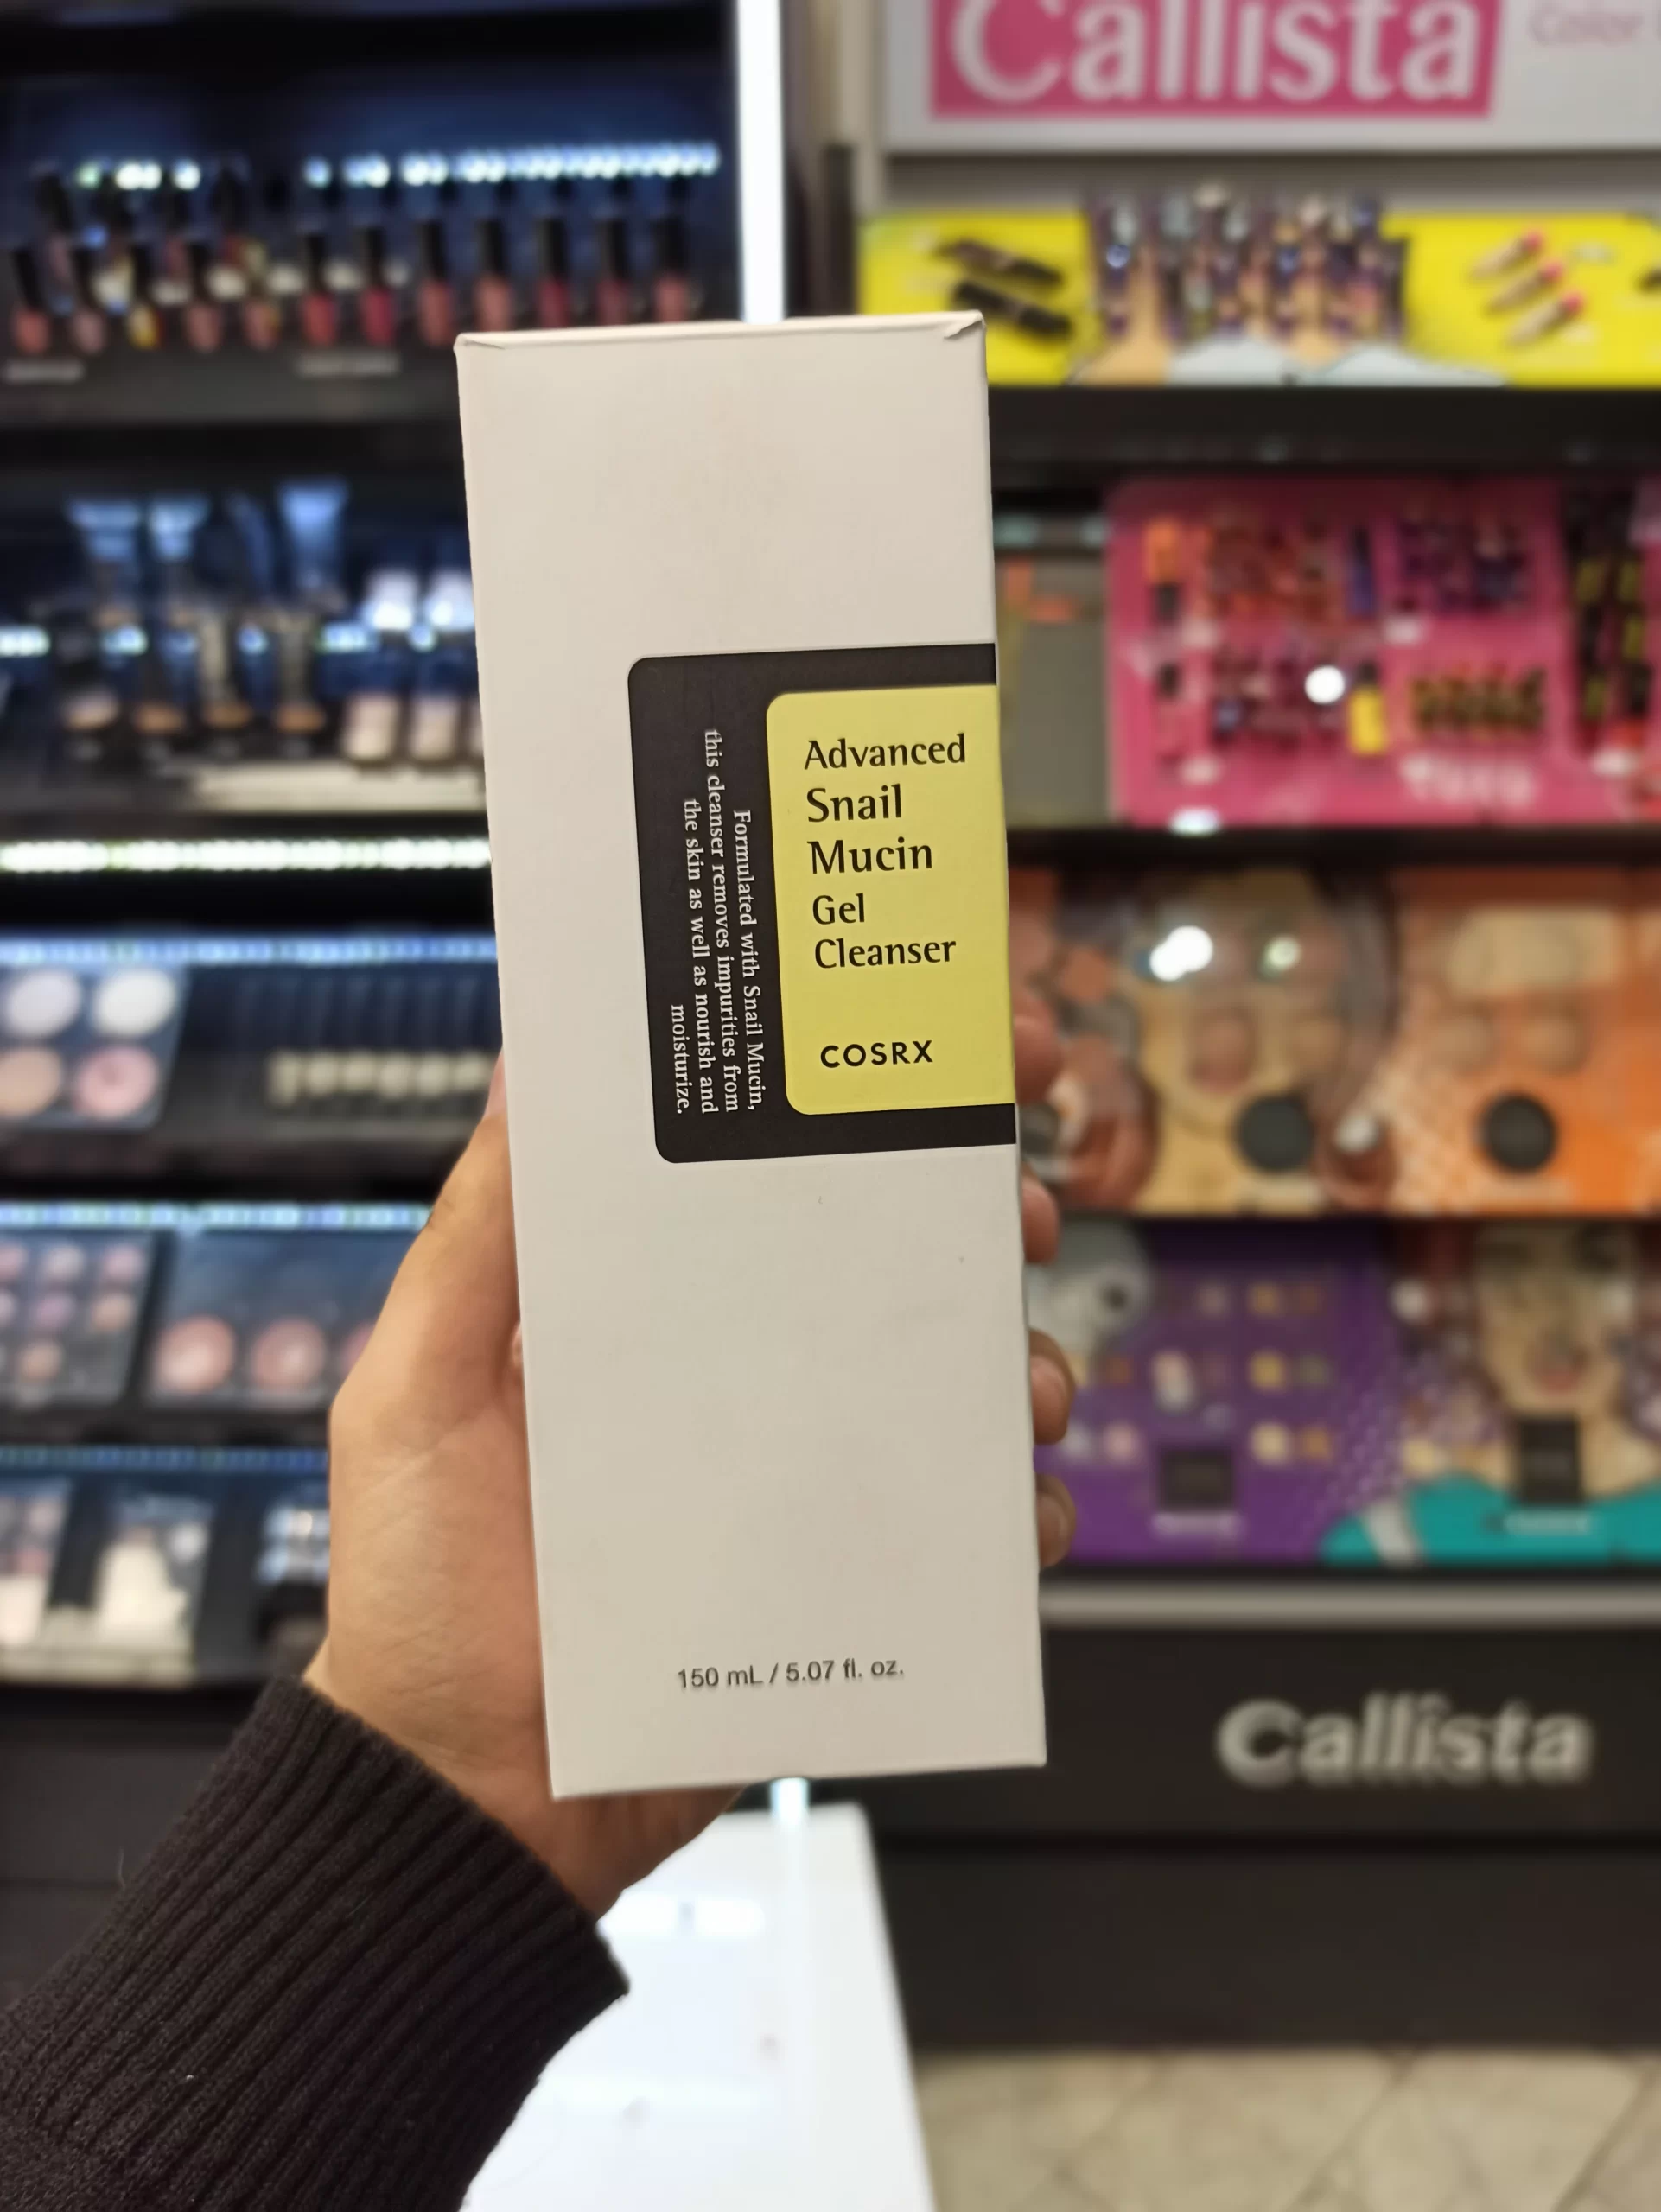 Callista
Color
Advanced
Snail
Mucin
Gel
Cleanser
COSRX
Formulated with Snail Mucin,
this cleanser removes impurities from
the skin as well as nourish and
moisturize.
150 mL / 5.07 fl. oz.
Callista